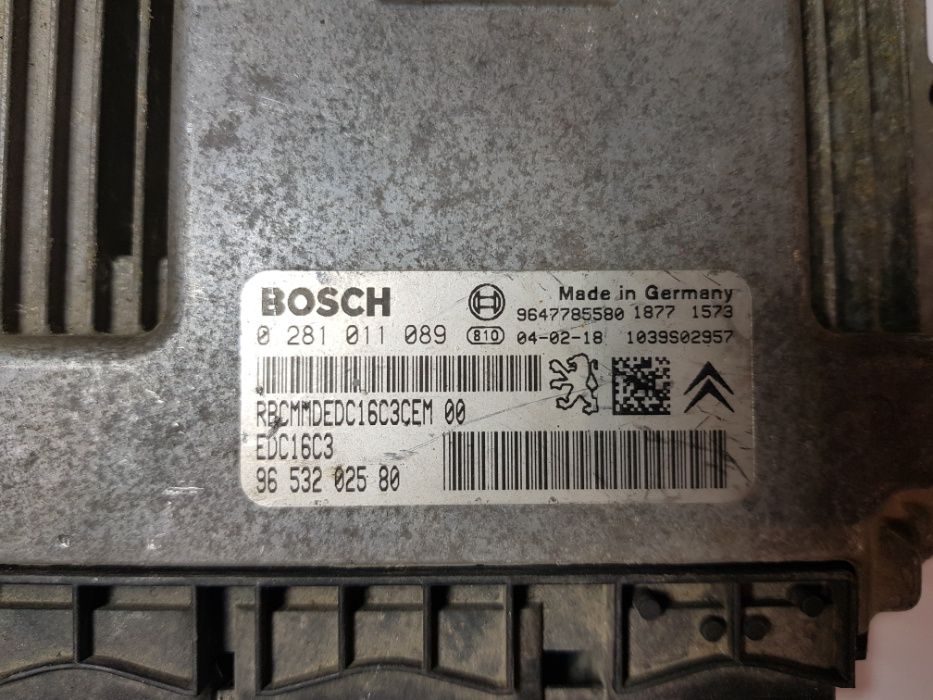 BOSCH
Made in Germany
9647785580 1877 1573
0 281 011 089 810 04-02-18 1039S02957
RBCMMDEDC16C3CEM 00
EDC16C3
96 532 025 80